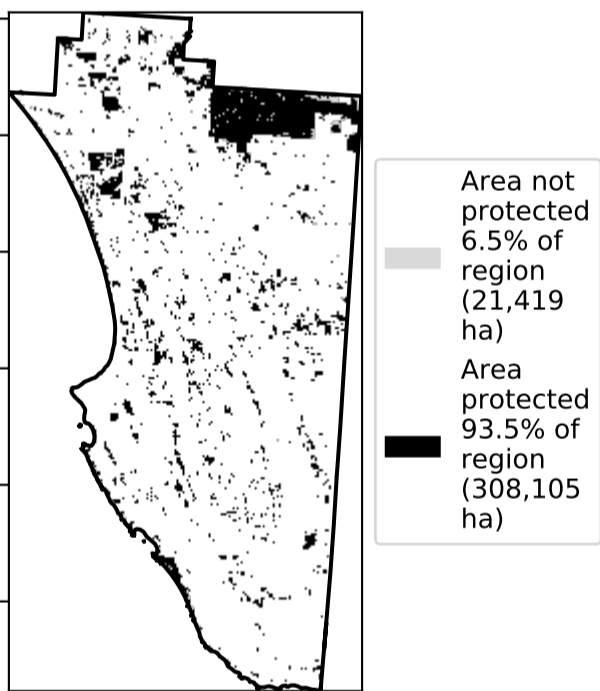 Area not
protected
6.5% of
region
(21,419
ha)
Area
protected
93.5% of
region
(308,105
ha)